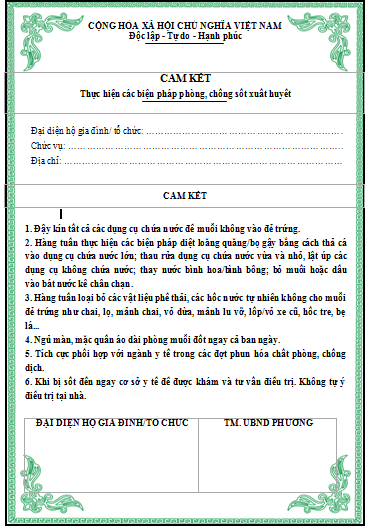 CỘNG HÒA XÃ HỘI CHỦ NGHĨA VIỆT NAM
Độc lập - Tự do - Hạnh phúc
CAM KẾT
Thực hiện các biện pháp phòng, chống sốt xuất huyết
Đại diện hộ gia đình/ tổ chức: ……………………………………………
Chức vụ: ……………………………………………………………
Địa chỉ: ……………………………………………………………
CAM KẾT
1. Đậy kín tất cả các dụng cụ chứa nước để muỗi không vào đẻ trứng.
2. Hàng tuần thực hiện các biện pháp diệt loăng quăng/bọ gậy bằng cách thả cá
vào dụng cụ chứa nước lớn; thau rửa dụng cụ chứa nước vừa và nhỏ, lật úp các
dụng cụ không chứa nước; thay nước bình hoa/bình bông; bỏ muối hoặc dầu
vào bát nước kê chân chạn.
3. Hàng tuần loại bỏ các vật liệu phế thải, các hốc nước tự nhiên không cho muỗi
đẻ trứng như chai, lọ, mảnh chai, vỏ dừa, mảnh lu vỡ, lốp/vỏ xe cũ, hốc tre, bẹ
lá...
4. Ngủ màn, mặc quần áo dài phòng muỗi đốt ngay cả ban ngày.
5. Tích cực phối hợp với ngành y tế trong các đợt phun hóa chất phòng, chống
dịch.
6. Khi bị sốt đến ngay cơ sở y tế để được khám và tư vấn điều trị. Không tự ý
điều trị tại nhà.
ĐẠI DIỆN HỘ GIA ĐÌNH/TỔ CHỨC
TM. UBND PHƯỜNG